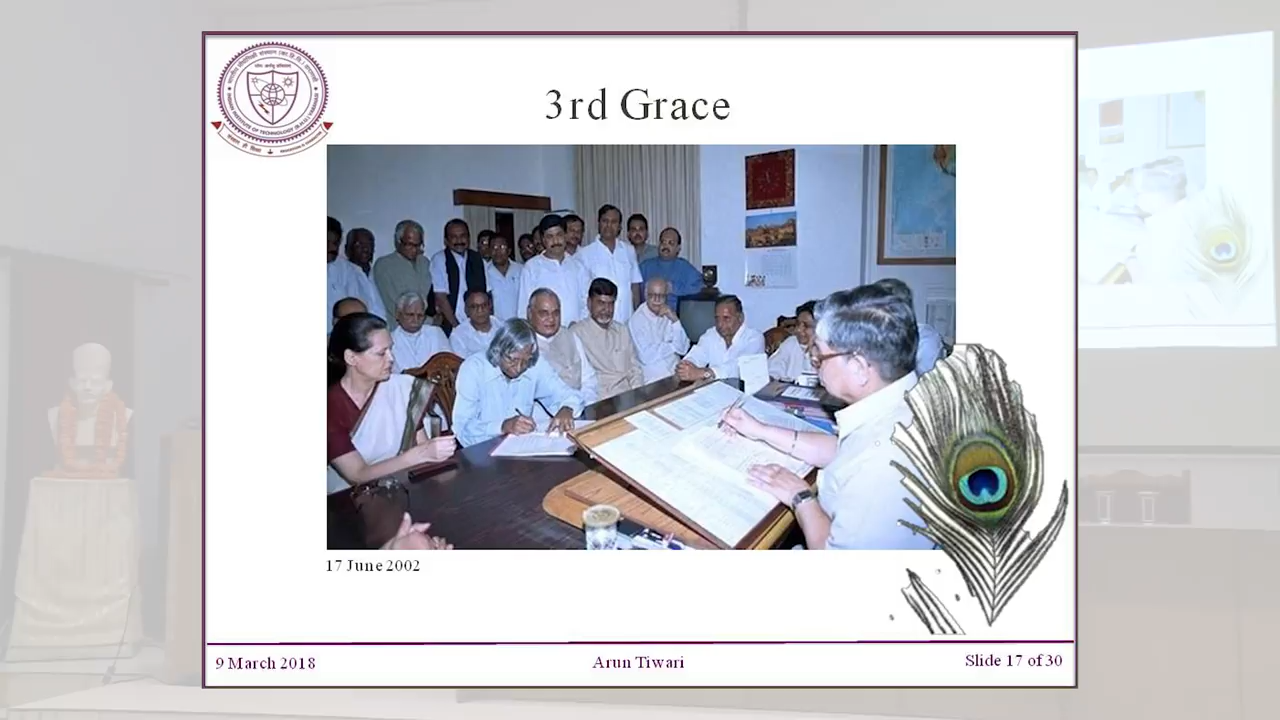 3rd Grace
17 June 2002
9 March 2018
Arun Tiwari
Slide 17 of 30